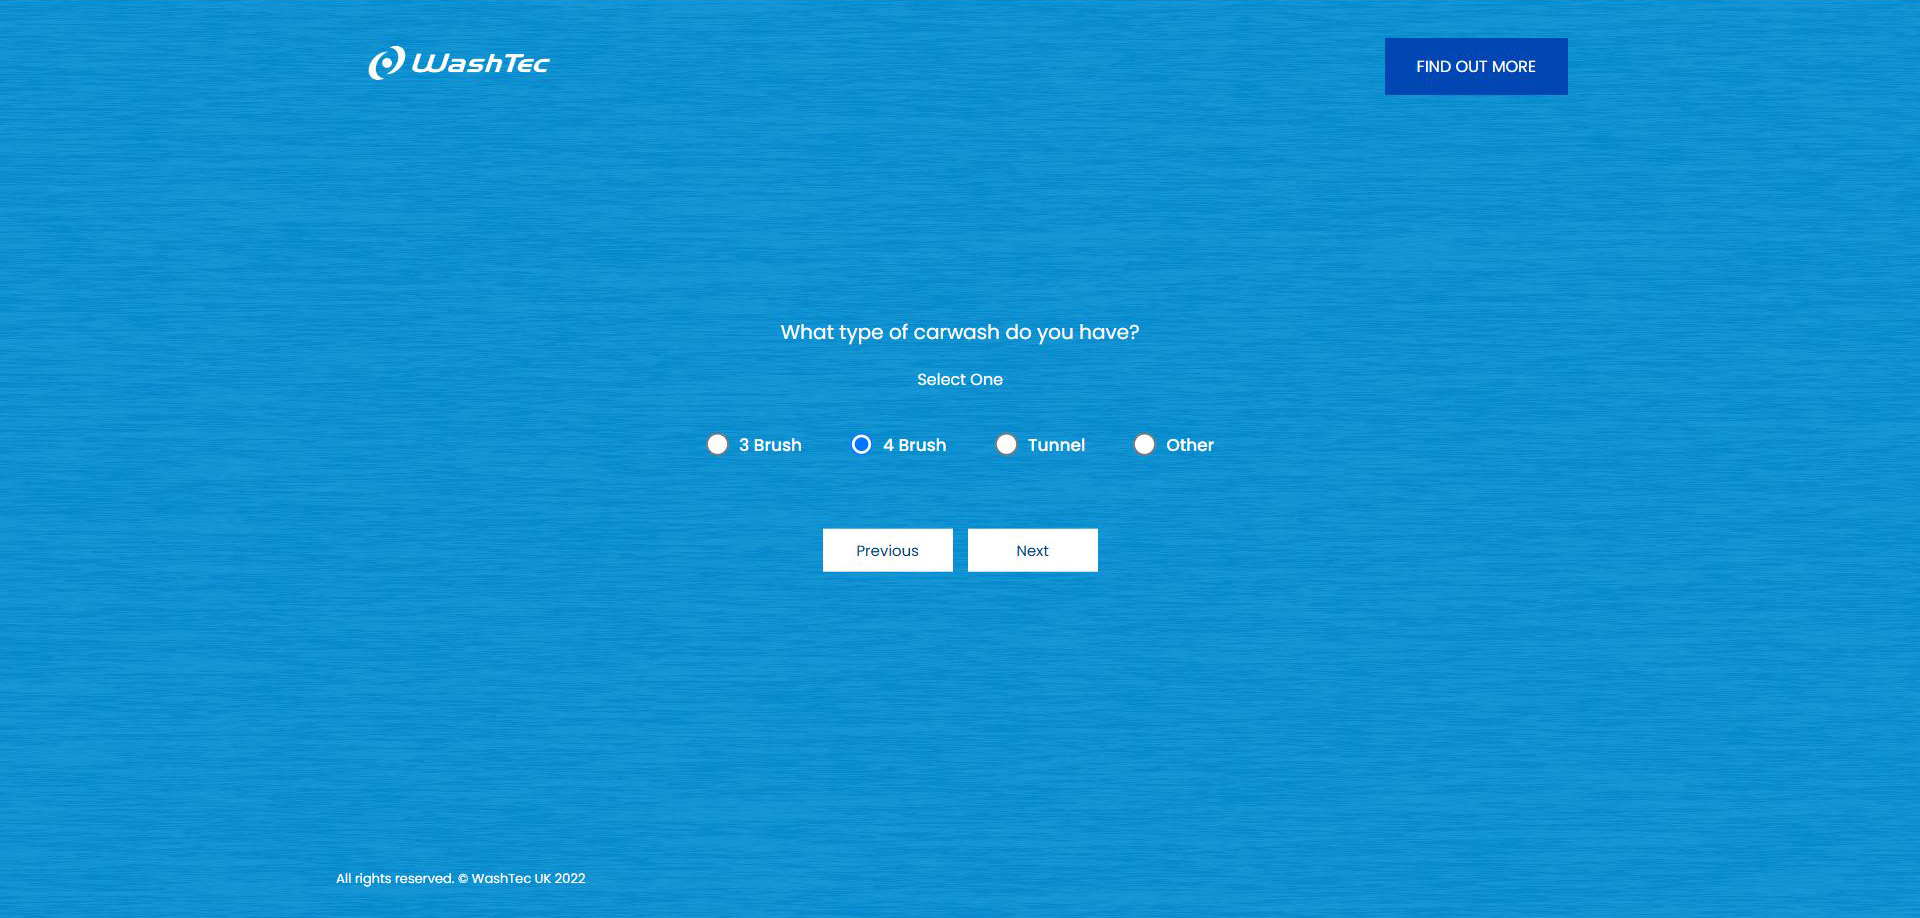 WashTec
FIND OUT MORE
What type of carwash do you have?
Select One
3 Brush
4 Brush
Tunnel
Other
Previous
Next
All rights reserved. © WashTec UK 2022